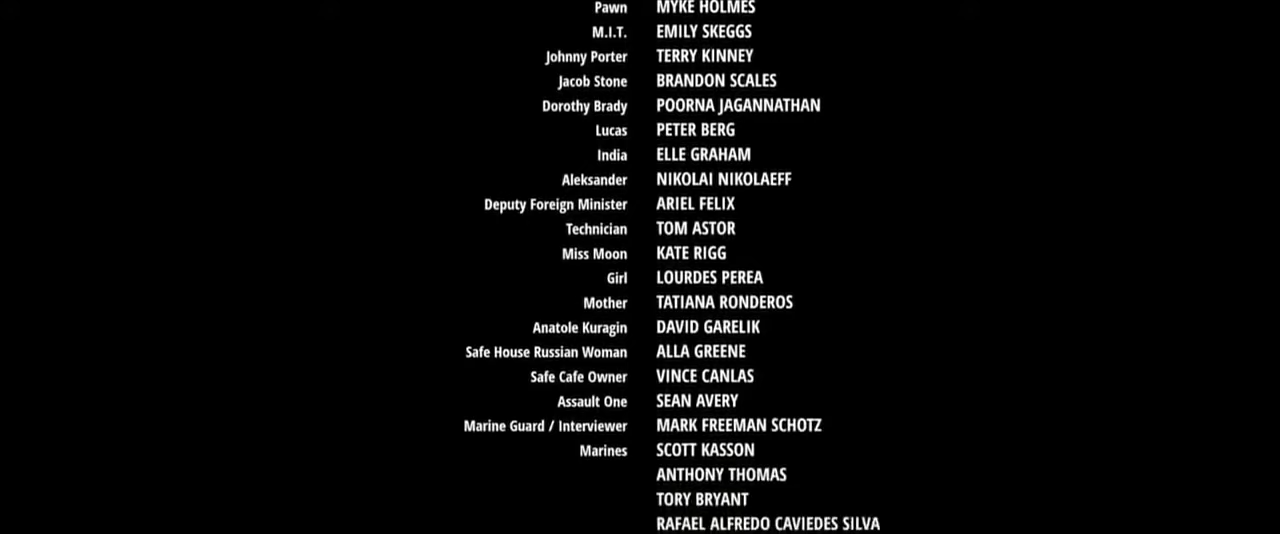 Pawn MYKE HOLMES
M.I.T. EMILY SKEGGS
Johnny Porter TERRY KINNEY
Jacob Stone BRANDON SCALES
Dorothy Brady POORNA JAGANNATHAN
Lucas PETER BERG
India ELLE GRAHAM
Aleksander NIKOLAI NIKOLAEFF
Deputy Foreign Minister ARIEL FELIX
Technician TOM ASTOR
Miss Moon KATE RIGG
Girl LOURDES PEREA
Mother TATIANA RONDEROS
Anatole Kuragin DAVID GARELIK
Safe House Russian Woman ALLA GREENE
Safe Cafe Owner VINCE CANLAS
Assault One SEAN AVERY
Marine Guard / Interviewer MARK FREEMAN SCHOTZ
Marines SCOTT KASSON
ANTHONY THOMAS
TORY BRYANT
RAFAEL ALFREDO CAVIEDES SILVA